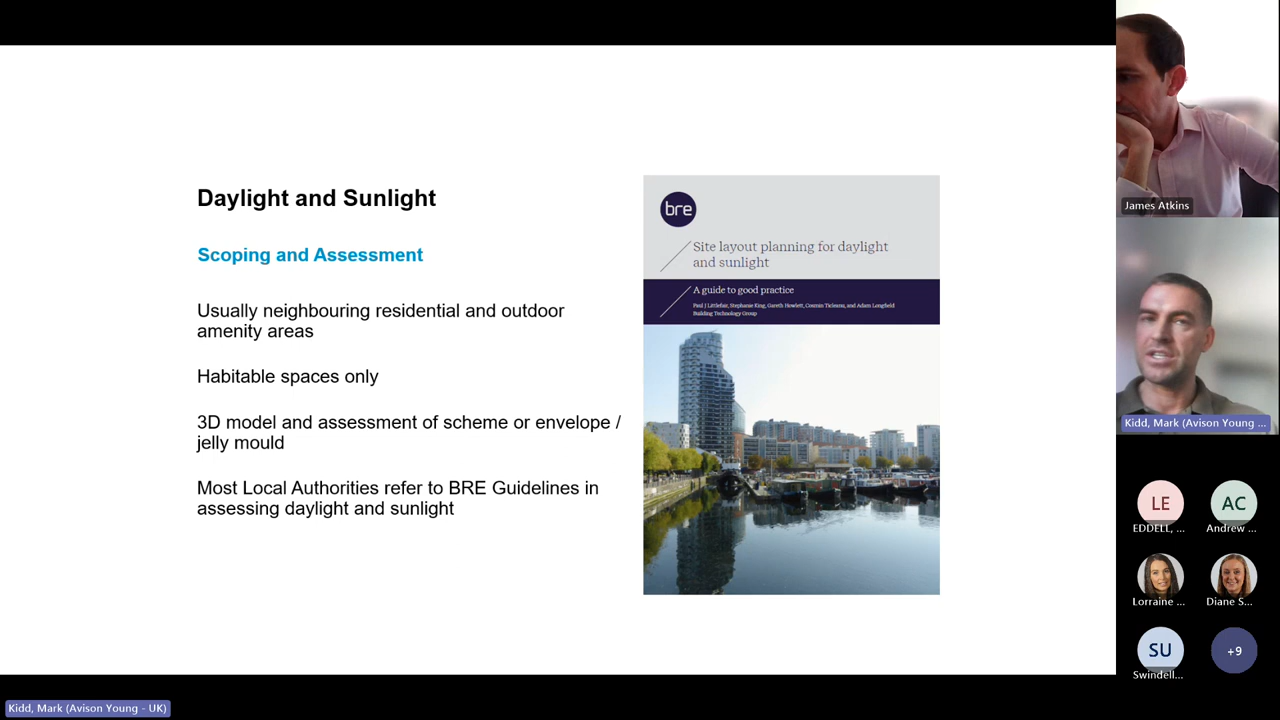 Daylight and Sunlight
Scoping and Assessment
Usually neighbouring residential and outdoor
amenity areas
Habitable spaces only
3D model and assessment of scheme or envelope /
jelly mould
Most Local Authorities refer to BRE Guidelines in
assessing daylight and sunlight
bre
Site layout planning for daylight
and sunlight
A guide to good practice
Paul J Littlefair, Stephanie King, Gareth Howlett, Cosmin Ticleanu, and Adam Longfield
Building Technology Group
James Atkins
Kidd, Mark (Avison Young ...
LE
EDDELL, ...
AC
Andrew ...
Lorraine ...
Diane S...
SU
Swindell...
+9
Kidd, Mark (Avison Young - UK)